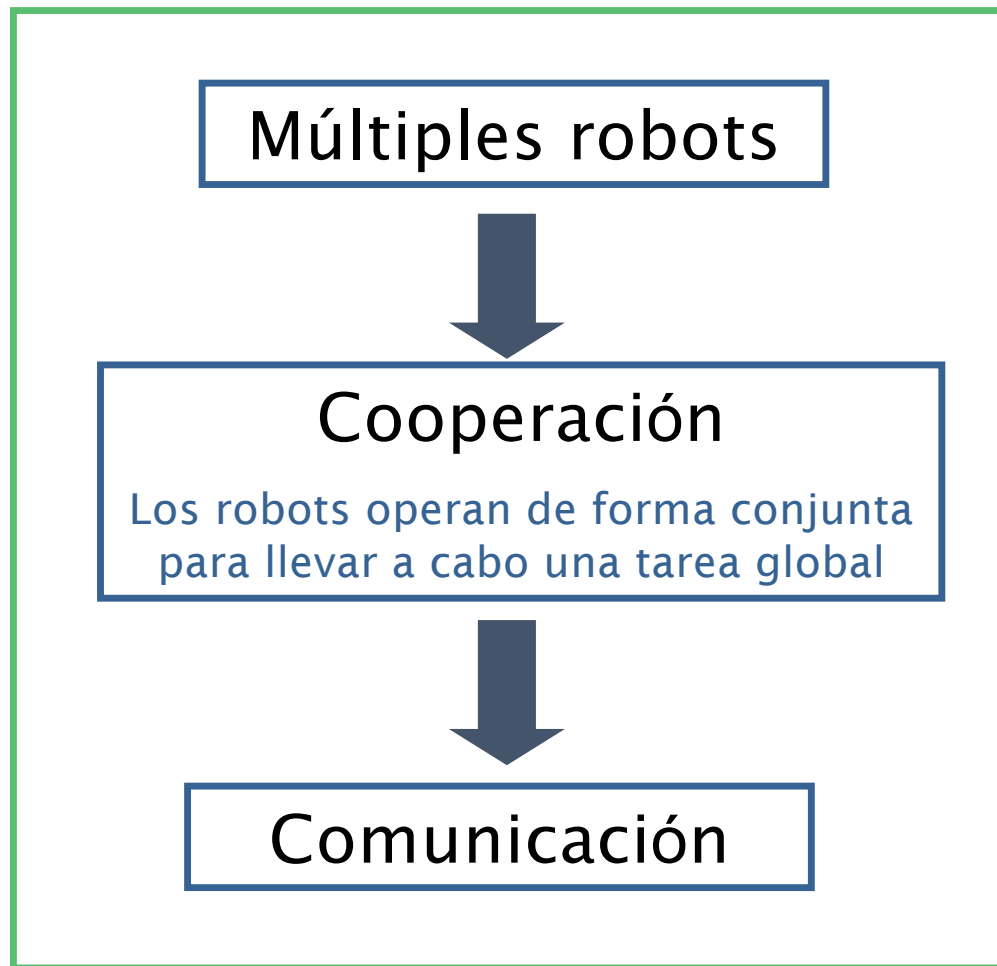 Múltiples robots
Cooperación
Los robots operan de forma conjunta
para llevar a cabo una tarea global
Comunicación